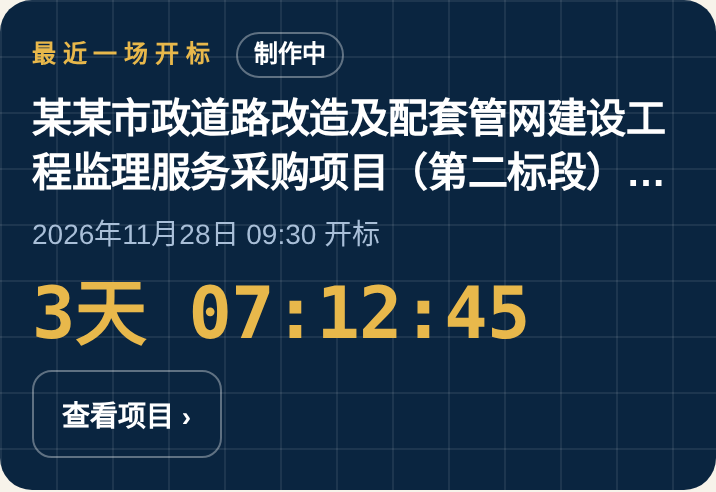 最近一场开标 制作中
某某市政道路改造及配套管网建设工
程监理服务采购项目（第二标段）…
2026年11月28日 09:30 开标
3天 07:12:45
查看项目 ›